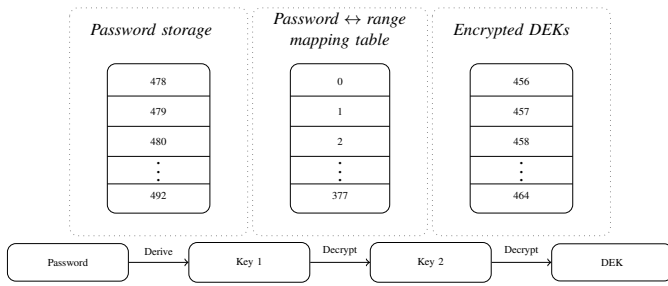 Password storage
Password ↔ range
mapping table
Encrypted DEKs
478
479
480
492
0
1
2
377
456
457
458
464
Password
Derive
Key 1
Decrypt
Key 2
Decrypt
DEK